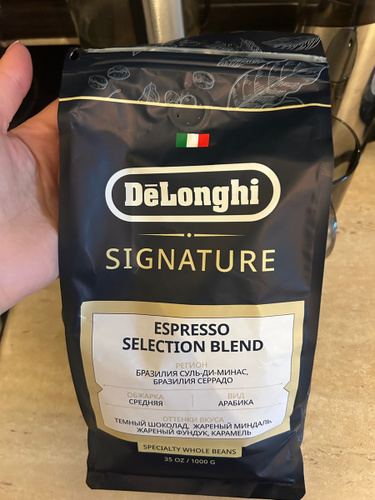 DēLonghi
SIGNATURE
ESPRESSO
SELECTION BLEND
РЕГИОН
БРАЗИЛИЯ СУЛЬ-ДИ-МИНАС,
БРАЗИЛИЯ СЕРРАДО
ОБЖАРКА ВИД
СРЕДНЯЯ АРАБИКА
ОТТЕНКИ ВКУСА
ТЕМНЫЙ ШОКОЛАД, ЖАРЕНЫЙ МИНДАЛЬ
ЖАРЕНЫЙ ФУНДУК, КАРАМЕЛЬ
SPECIALTY WHOLE BEANS
35 OZ / 1000 G